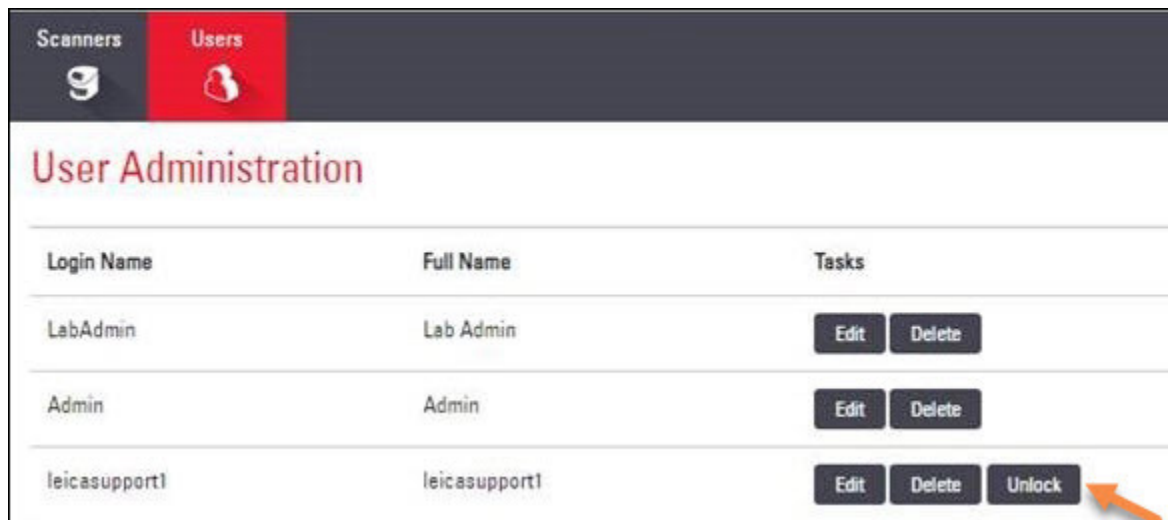 Scanners Users
User Administration
Login Name Full Name Tasks
LabAdmin Lab Admin Edit Delete
Admin Admin Edit Delete
leicasupport1 leicasupport1 Edit Delete Unlock